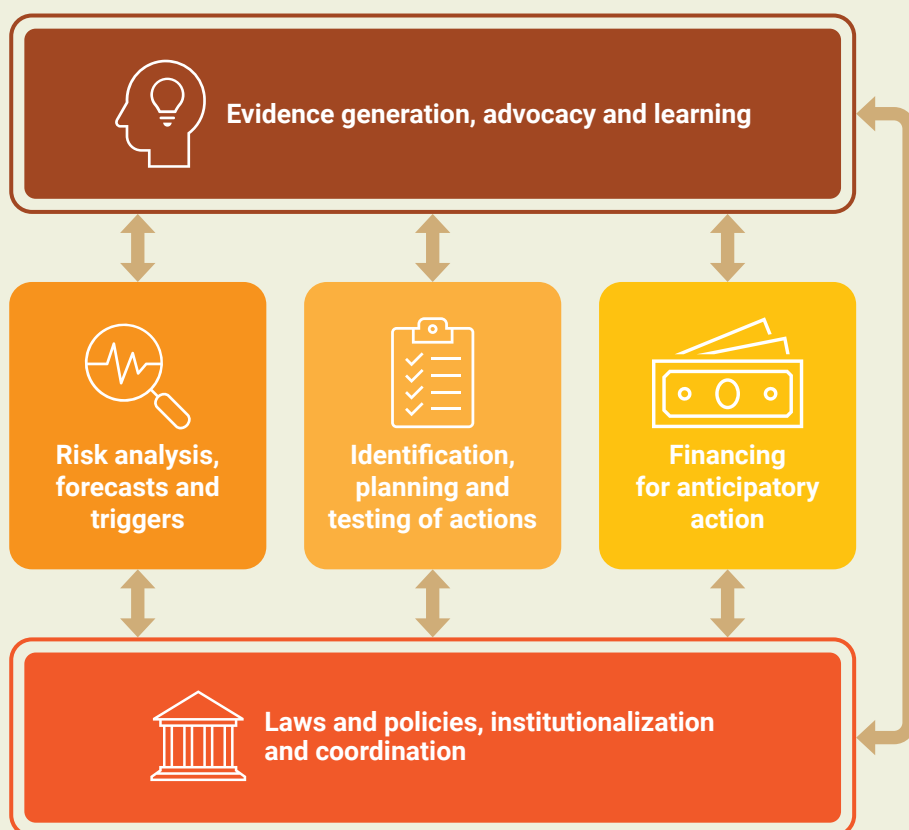 Evidence generation, advocacy and learning
Risk analysis,
forecasts and
triggers
Identification,
planning and
testing of actions
Financing
for anticipatory
action
Laws and policies, institutionalization
and coordination